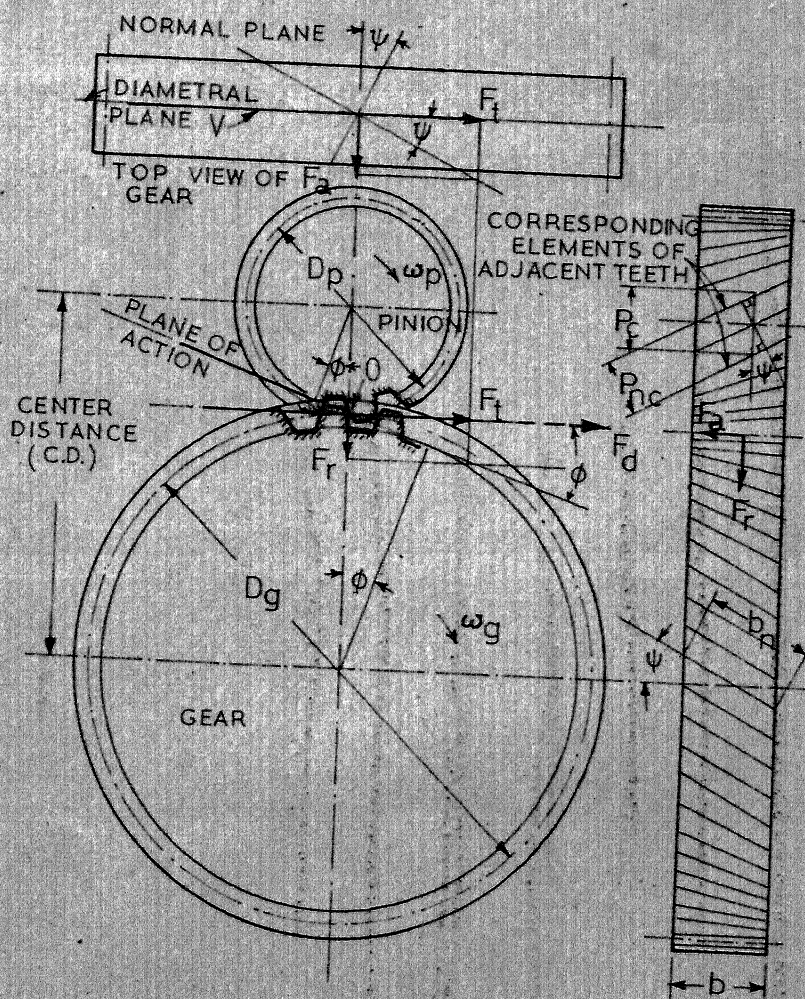 NORMAL PLANE
ψ
DIAMETRAL
PLANE V
Ft
ψ
TOP VIEW OF
GEAR
Fa
CORRESPONDING
ELEMENTS OF
ADJACENT TEETH
Dp
ωp
PINION
PLANE OF
ACTION
Pc
Pnc
ψ
φ
O
CENTER
DISTANCE
(C.D.)
Ft
Fd
Fa
Fr
φ
Fr
Dg
φ
ωg
bn
ψ
GEAR
b